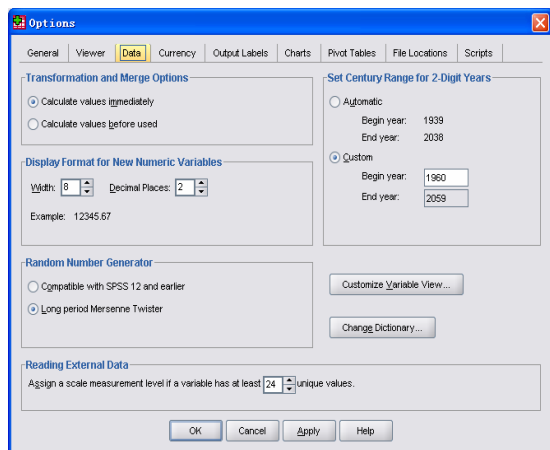 Options
General Viewer Data Currency Output Labels Charts Pivot Tables File Locations Scripts
Transformation and Merge Options
Calculate values immediately
Calculate values before used
Display Format for New Numeric Variables
Width: 8 Decimal Places: 2
Example: 12345.67
Random Number Generator
Compatible with SPSS 12 and earlier
Long period Mersenne Twister
Set Century Range for 2-Digit Years
Automatic
Begin year: 1939
End year: 2038
Custom
Begin year: 1960
End year: 2059
Customize Variable View...
Change Dictionary...
Reading External Data
Assign a scale measurement level if a variable has at least 24 unique values.
OK Cancel Apply Help